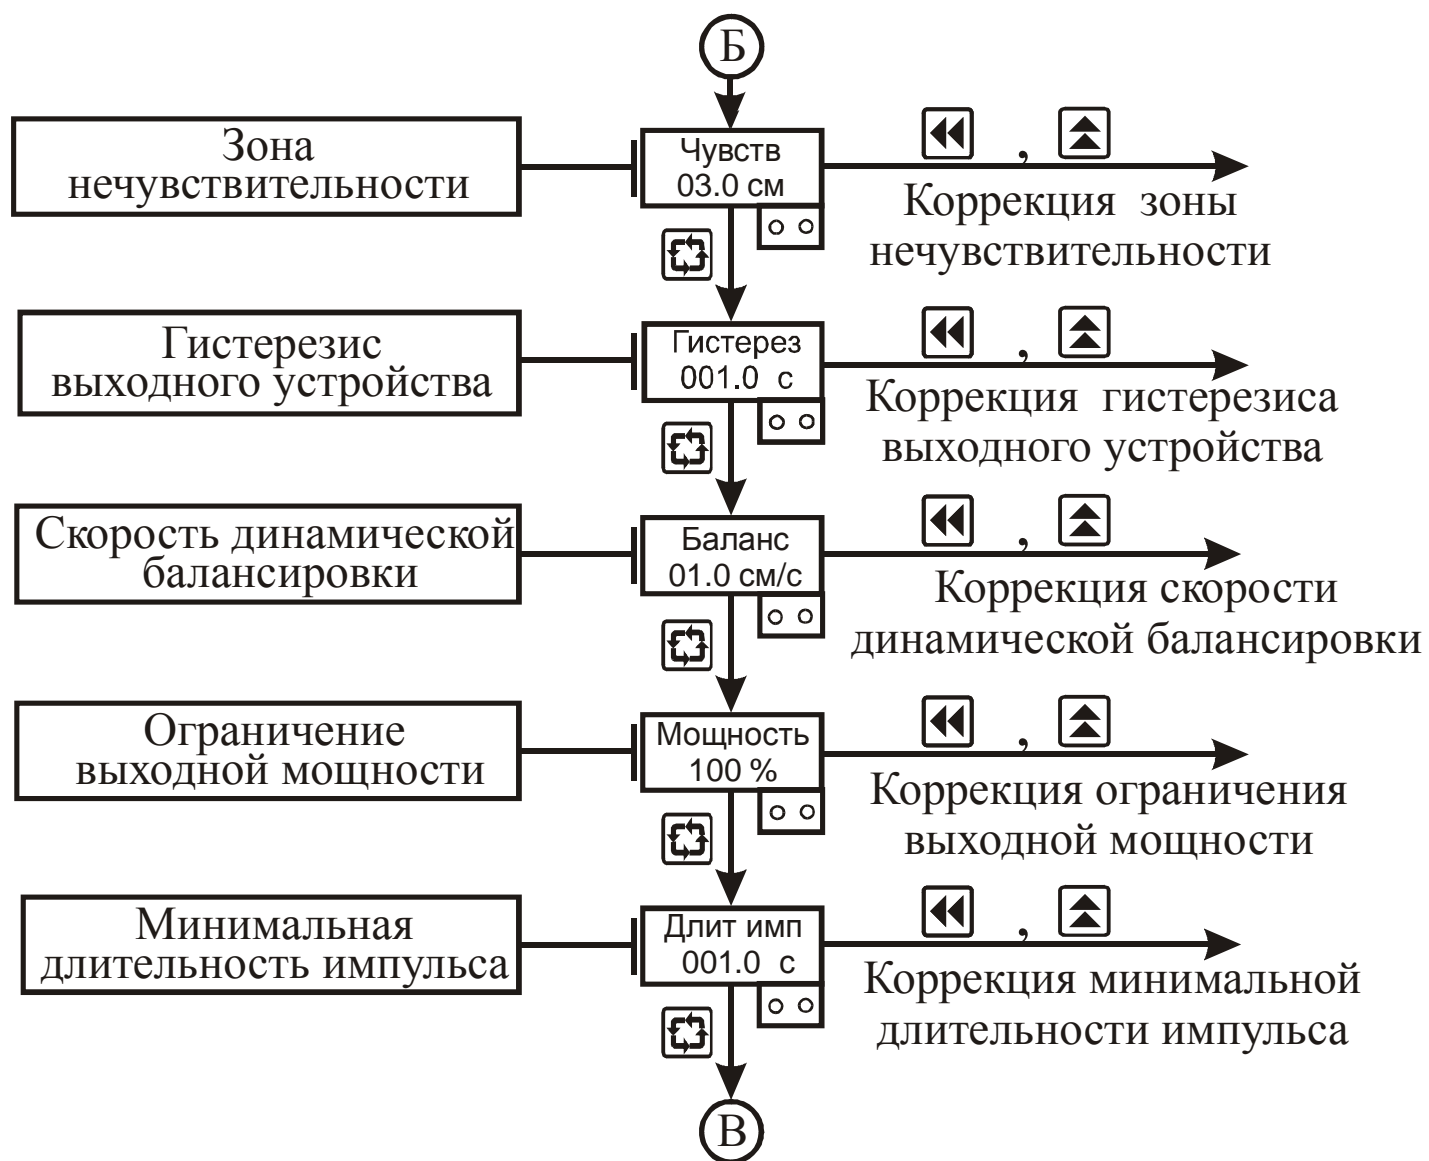 Б
Зона
нечувствительности
Чувств
03.0 см
,
Коррекция зоны
нечувствительности
Гистерезис
выходного устройства
Гистерез
001.0 с
,
Коррекция гистерезиса
выходного устройства
Скорость динамической
балансировки
Баланс
01.0 см/с
,
Коррекция скорости
динамической балансировки
Ограничение
выходной мощности
Мощность
100 %
,
Коррекция ограничения
выходной мощности
Минимальная
длительность импульса
Длит имп
001.0 с
,
Коррекция минимальной
длительности импульса
В